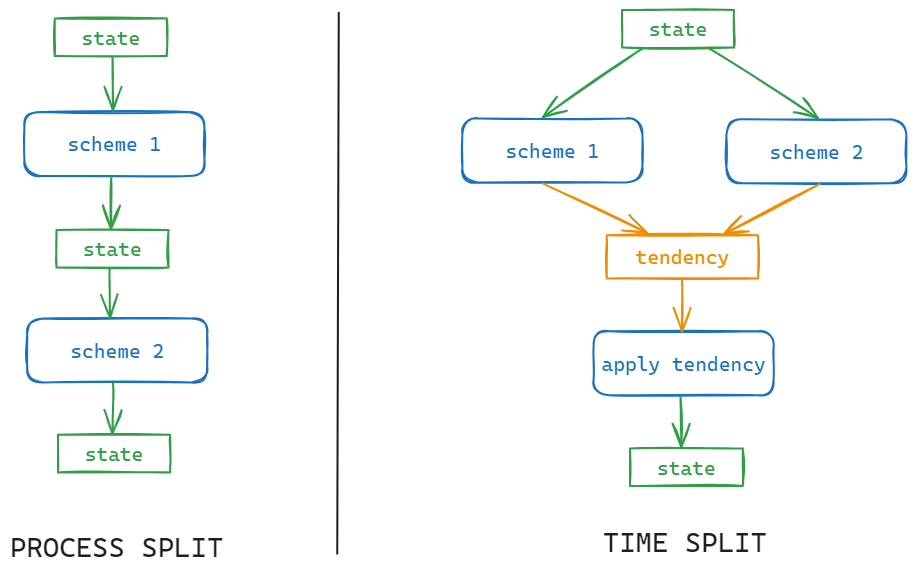 state
scheme 1
state
scheme 2
state
PROCESS SPLIT
state
scheme 1
scheme 2
tendency
apply tendency
state
TIME SPLIT